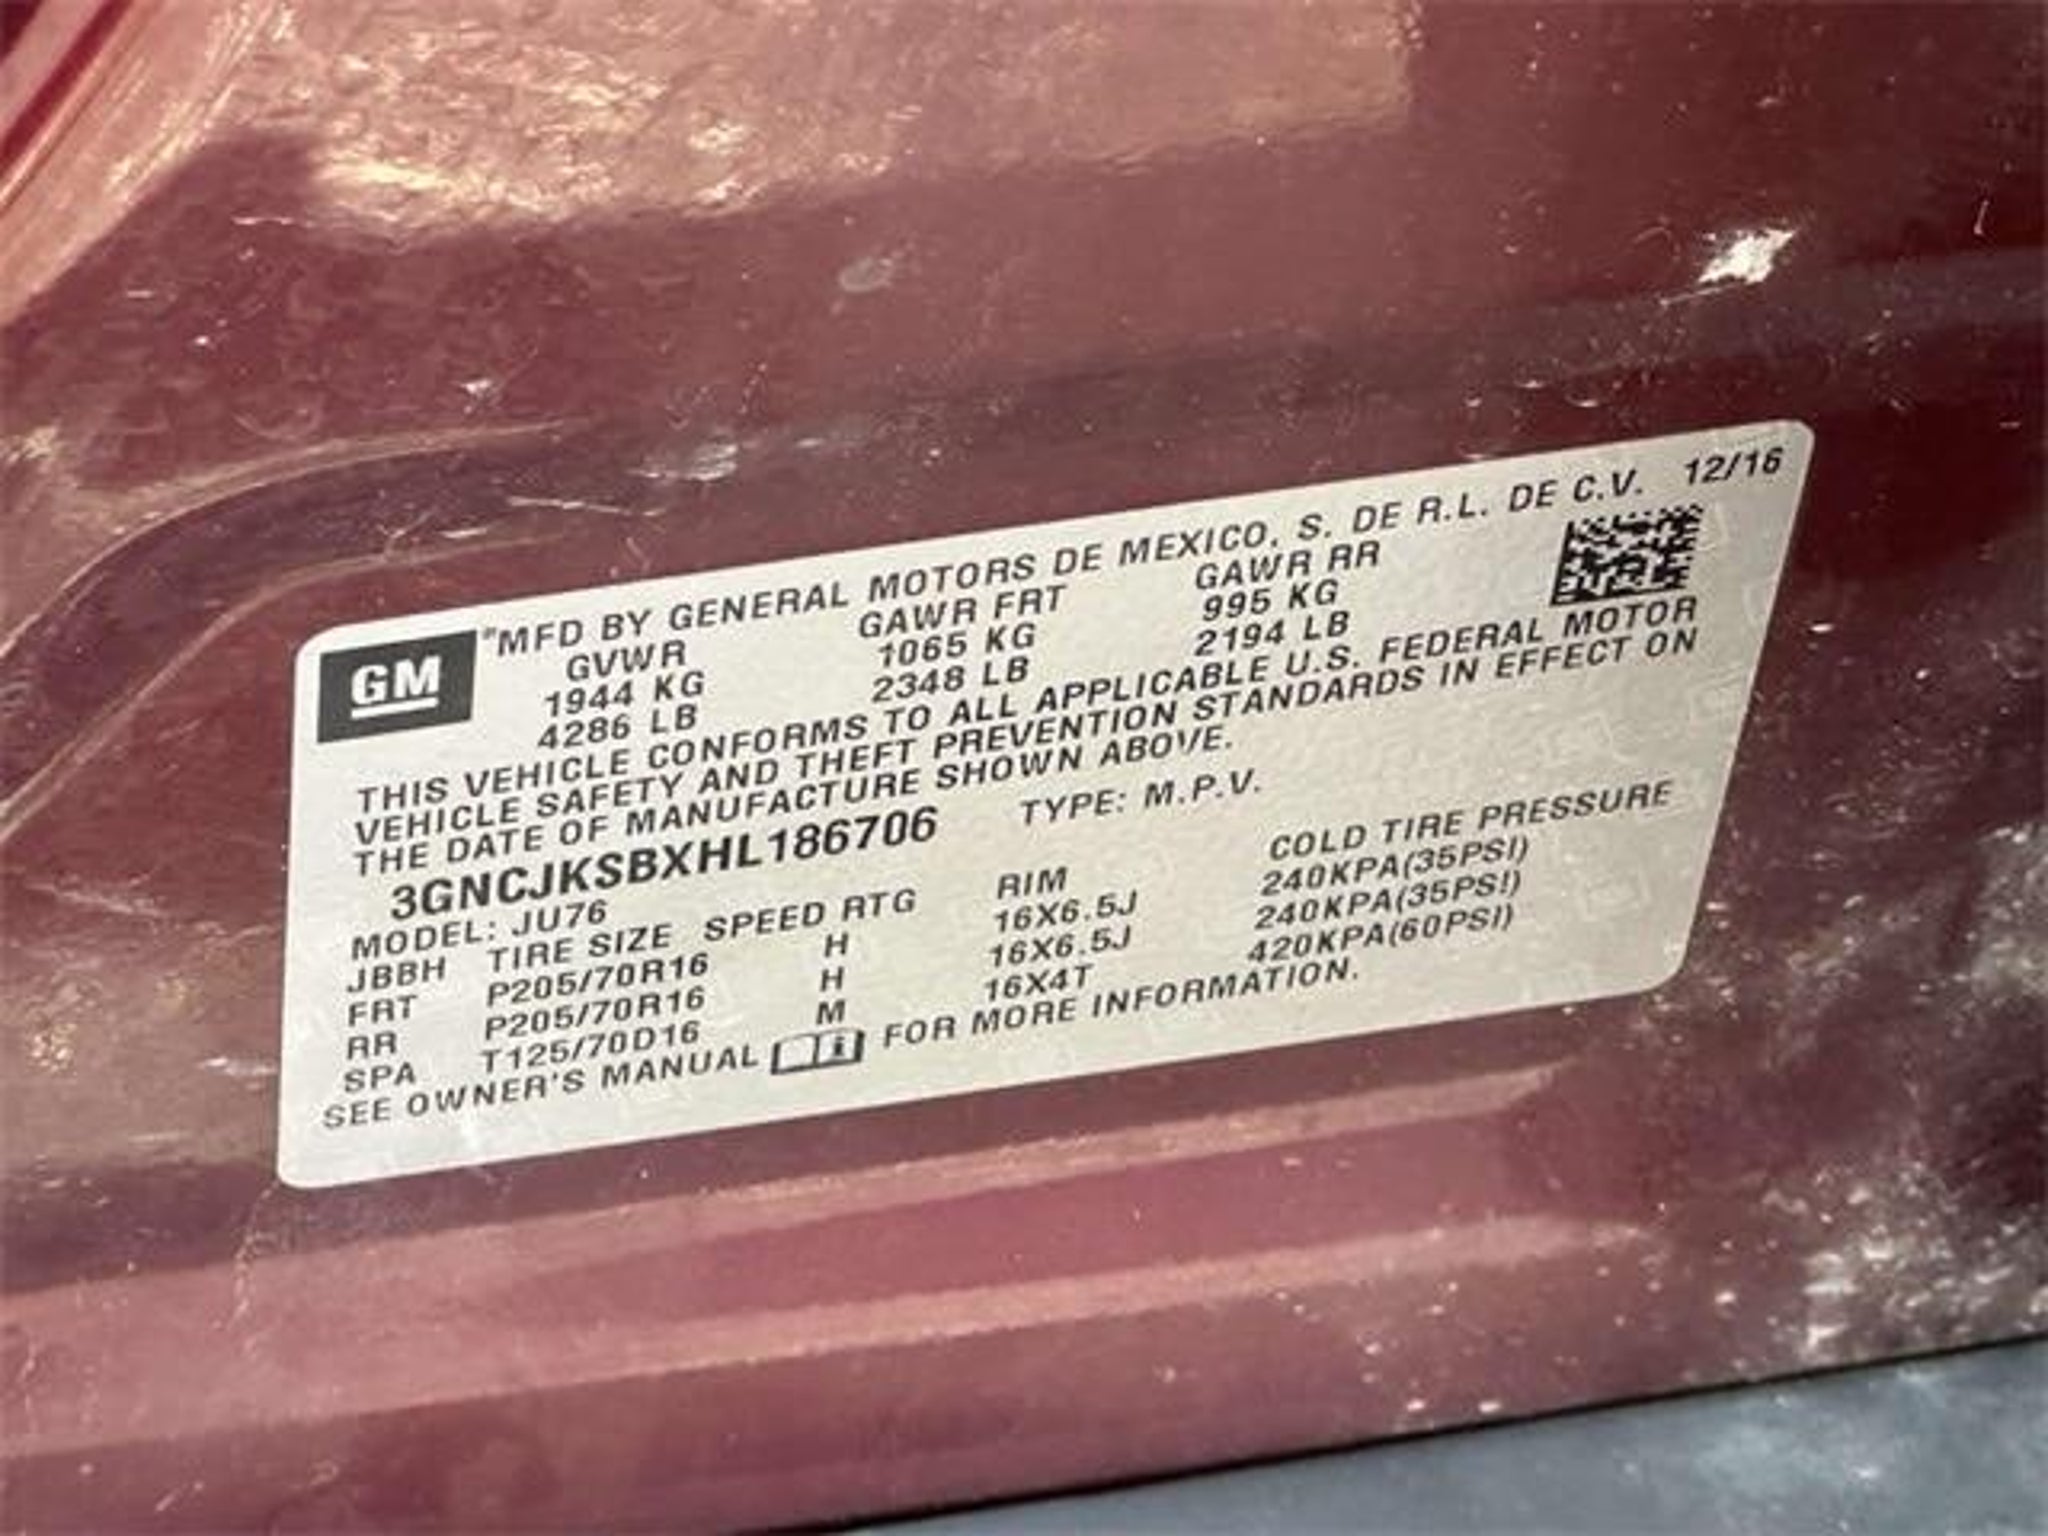 GM
®MFD BY GENERAL MOTORS DE MEXICO, S. DE R.L. DE C.V. 12/16
GVWR GAWR FRT GAWR RR
1944 KG 1065 KG 995 KG
4286 LB 2348 LB 2194 LB
THIS VEHICLE CONFORMS TO ALL APPLICABLE U.S. FEDERAL MOTOR
VEHICLE SAFETY AND THEFT PREVENTION STANDARDS IN EFFECT ON
THE DATE OF MANUFACTURE SHOWN ABOVE.
3GNCJKSBXHL186706 TYPE: M.P.V.
MODEL: JU76
JBBH TIRE SIZE SPEED RTG RIM COLD TIRE PRESSURE
FRT P205/70R16 H 16X6.5J 240KPA(35PSI)
RR P205/70R16 H 16X6.5J 240KPA(35PSI)
SPA T125/70D16 M 16X4T 420KPA(60PSI)
SEE OWNER'S MANUAL i FOR MORE INFORMATION.